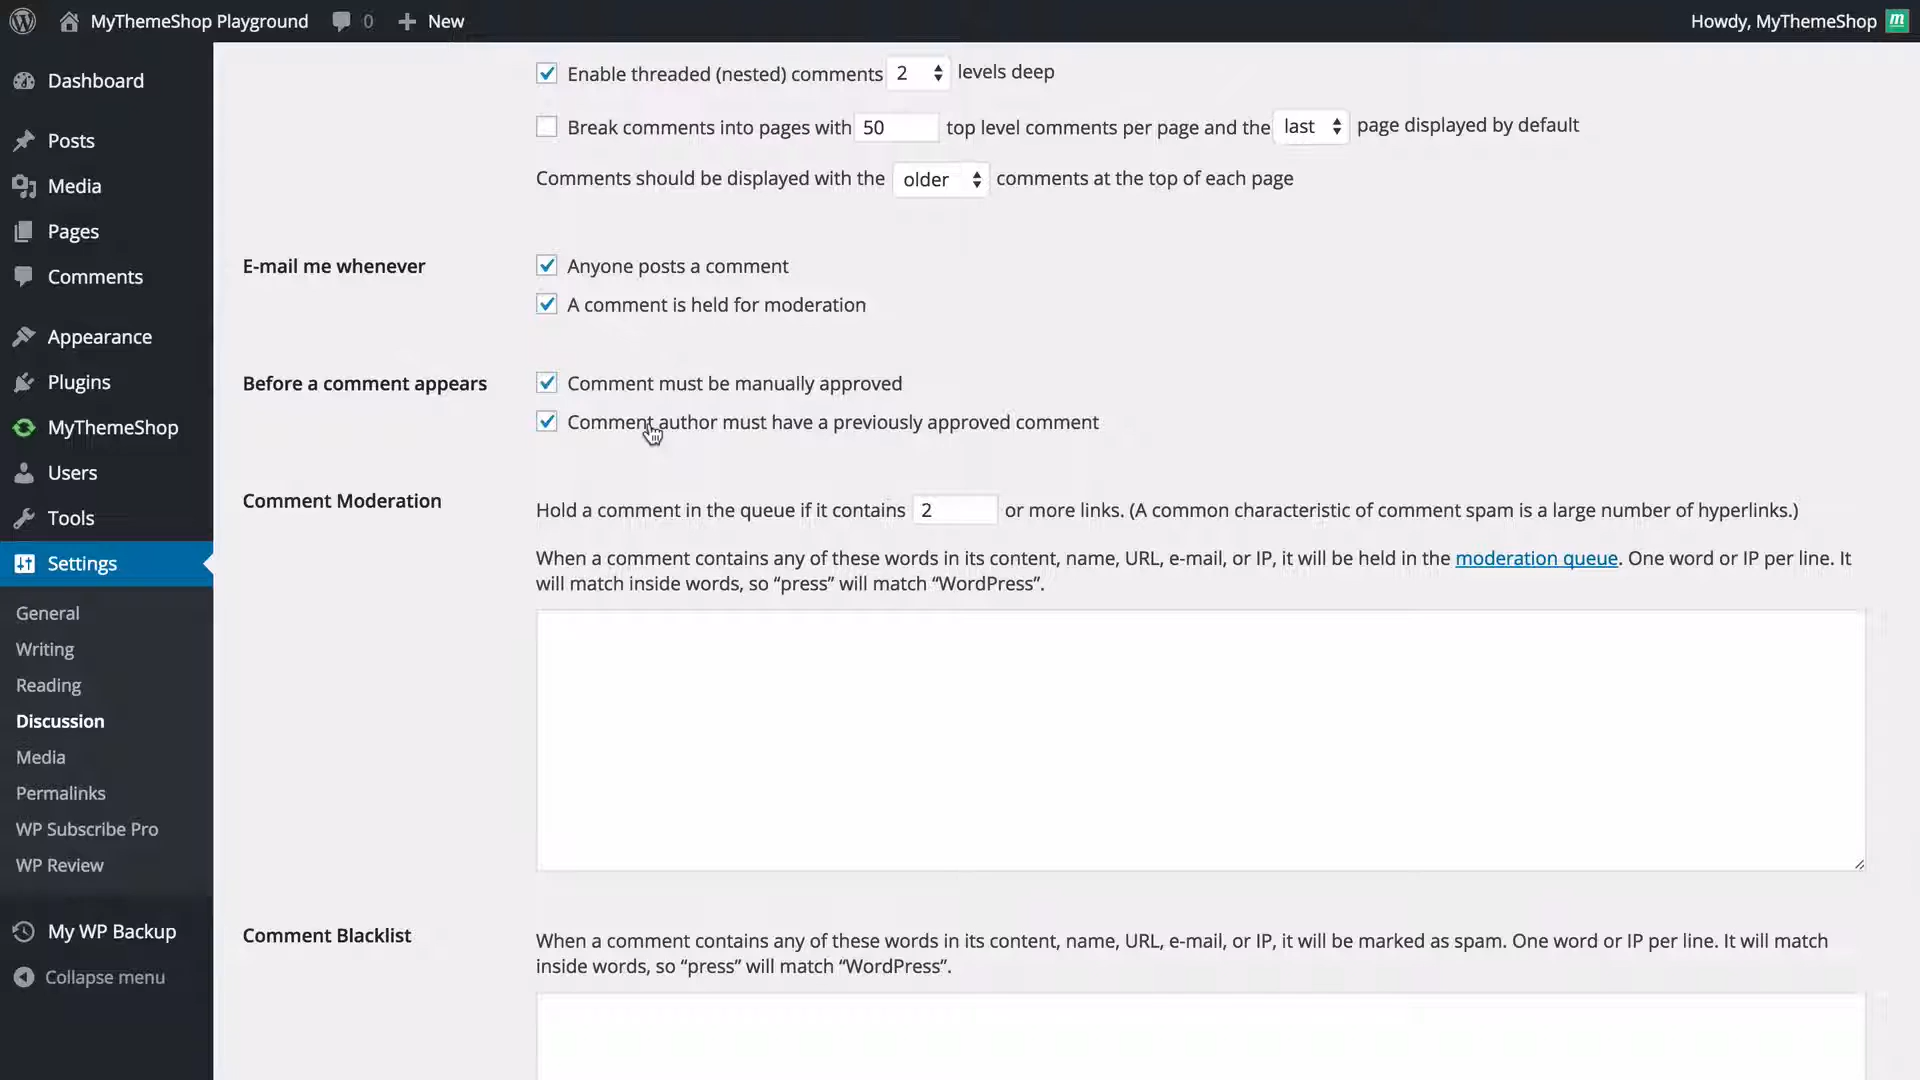 MyThemeShop Playground
0
New
Howdy, MyThemeShop
m
Dashboard
Posts
Media
Pages
Comments
Appearance
Plugins
MyThemeShop
Users
Tools
Settings
General
Writing
Reading
Discussion
Media
Permalinks
WP Subscribe Pro
WP Review
My WP Backup
Collapse menu
Enable threaded (nested) comments 2 levels deep
Break comments into pages with 50 top level comments per page and the last page displayed by default
Comments should be displayed with the older comments at the top of each page
E-mail me whenever
Anyone posts a comment
A comment is held for moderation
Before a comment appears
Comment must be manually approved
Comment author must have a previously approved comment
Comment Moderation
Hold a comment in the queue if it contains 2 or more links. (A common characteristic of comment spam is a large number of hyperlinks.)
When a comment contains any of these words in its content, name, URL, e-mail, or IP, it will be held in the moderation queue. One word or IP per line. It
will match inside words, so “press” will match “WordPress”.
Comment Blacklist
When a comment contains any of these words in its content, name, URL, e-mail, or IP, it will be marked as spam. One word or IP per line. It will match
inside words, so “press” will match “WordPress”.